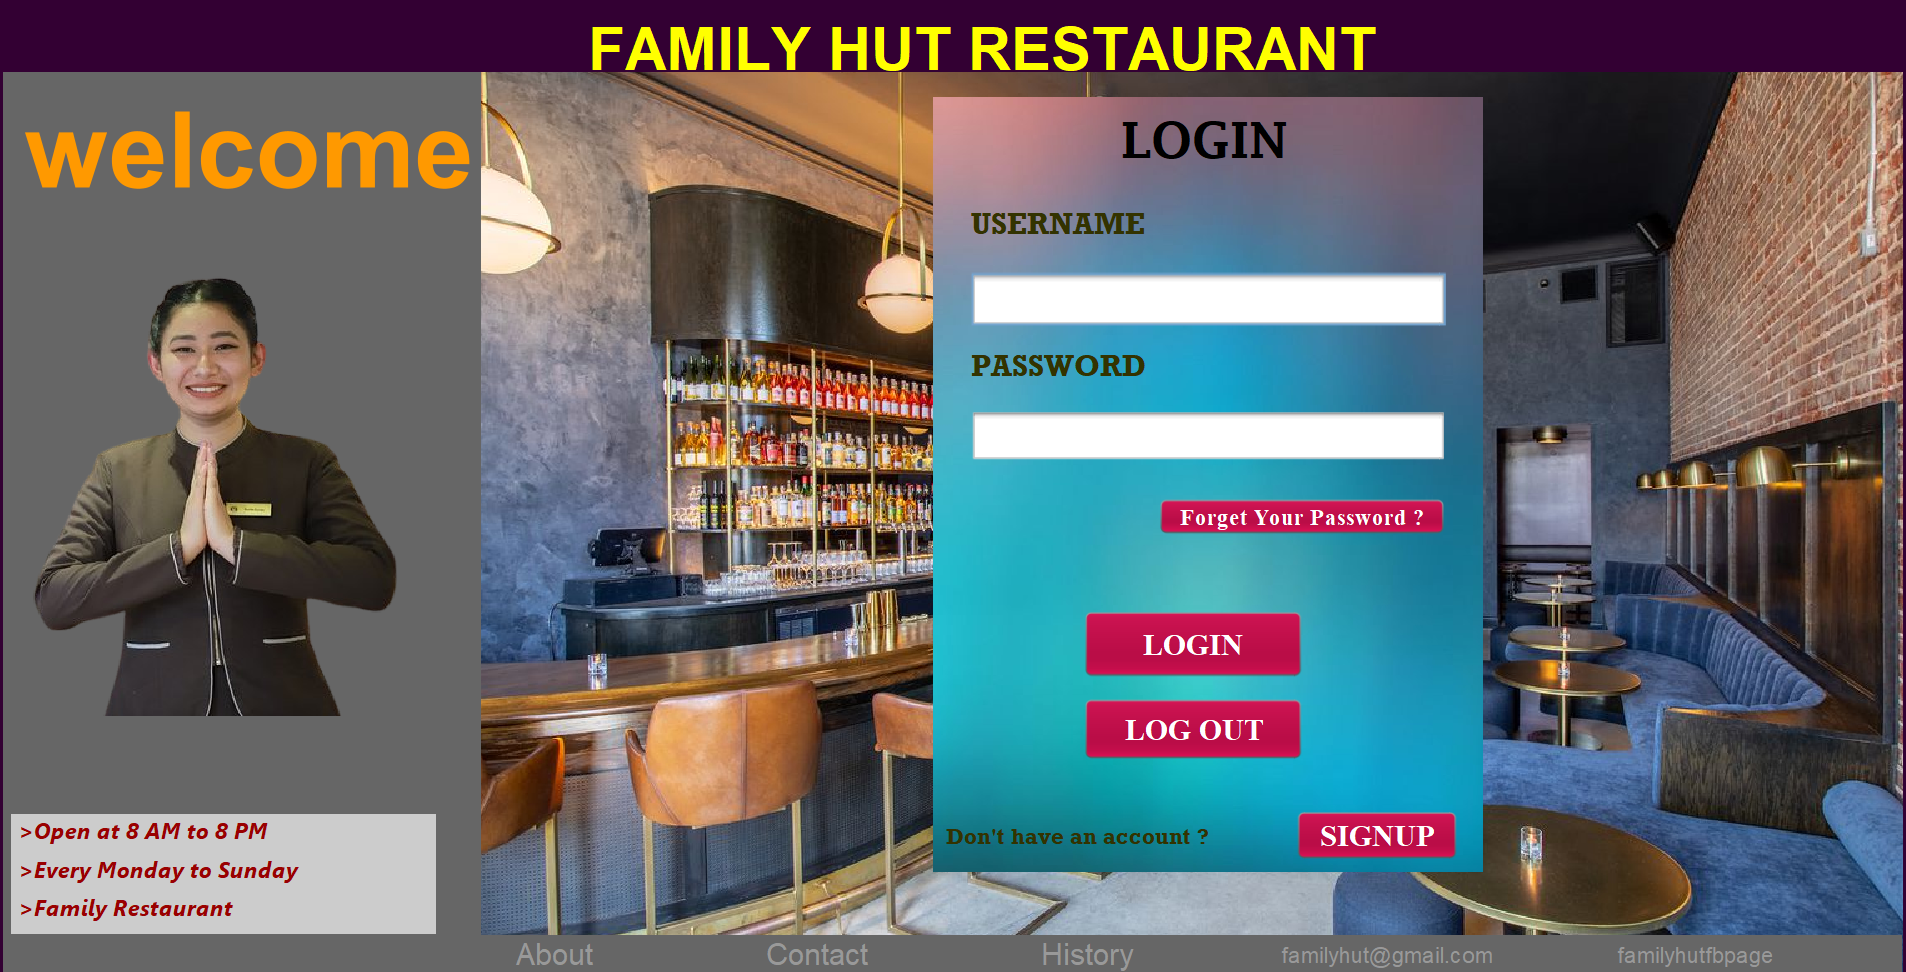 FAMILY HUT RESTAURANT
welcome
LOGIN
USERNAME
PASSWORD
Forget Your Password ?
LOGIN
LOG OUT
Don't have an account ?
SIGNUP
>Open at 8 AM to 8 PM
>Every Monday to Sunday
>Family Restaurant
About
Contact
History
familyhut@gmail.com
familyhutfbpage